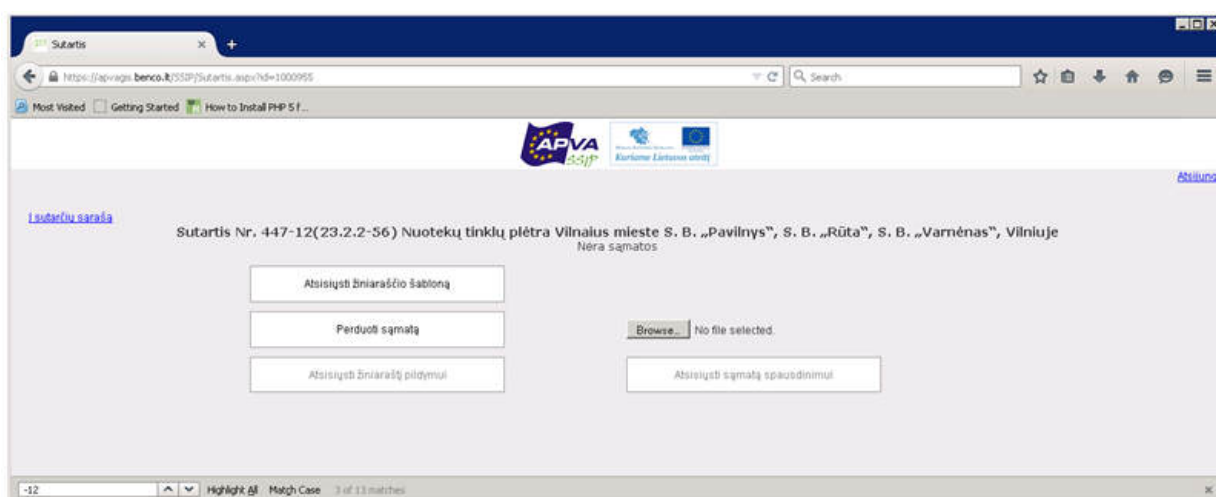 Sutartis
https://apvagis.benco.lt/SSIP/Sutartis.aspx?id=1000955
Search
Most Visited Getting Started How to Install PHP 5 f...
APVA
SSIP
Kuriame Lietuvos ateitį
Atsijung
Į sutarčių sąrašą
Sutartis Nr. 447-12(23.2.2-56) Nuotekų tinklų plėtra Vilnaius mieste S. B. „Pavilnys“, S. B. „Rūta“, S. B. „Varnėnas“, Vilniuje
Nėra sąmatos
Atsisiųsti žiniaraščio šabloną
Perduoti sąmatą
Browse... No file selected.
Atsisiųsti žiniaraštį pildymui
Atsisiųsti sąmatą spausdinimui
-12 Highlight All Match Case 3 of 13 matches